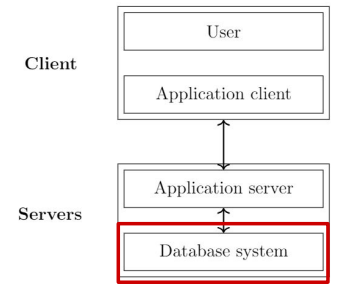 User
Client
Application client
Application server
Servers
Database system